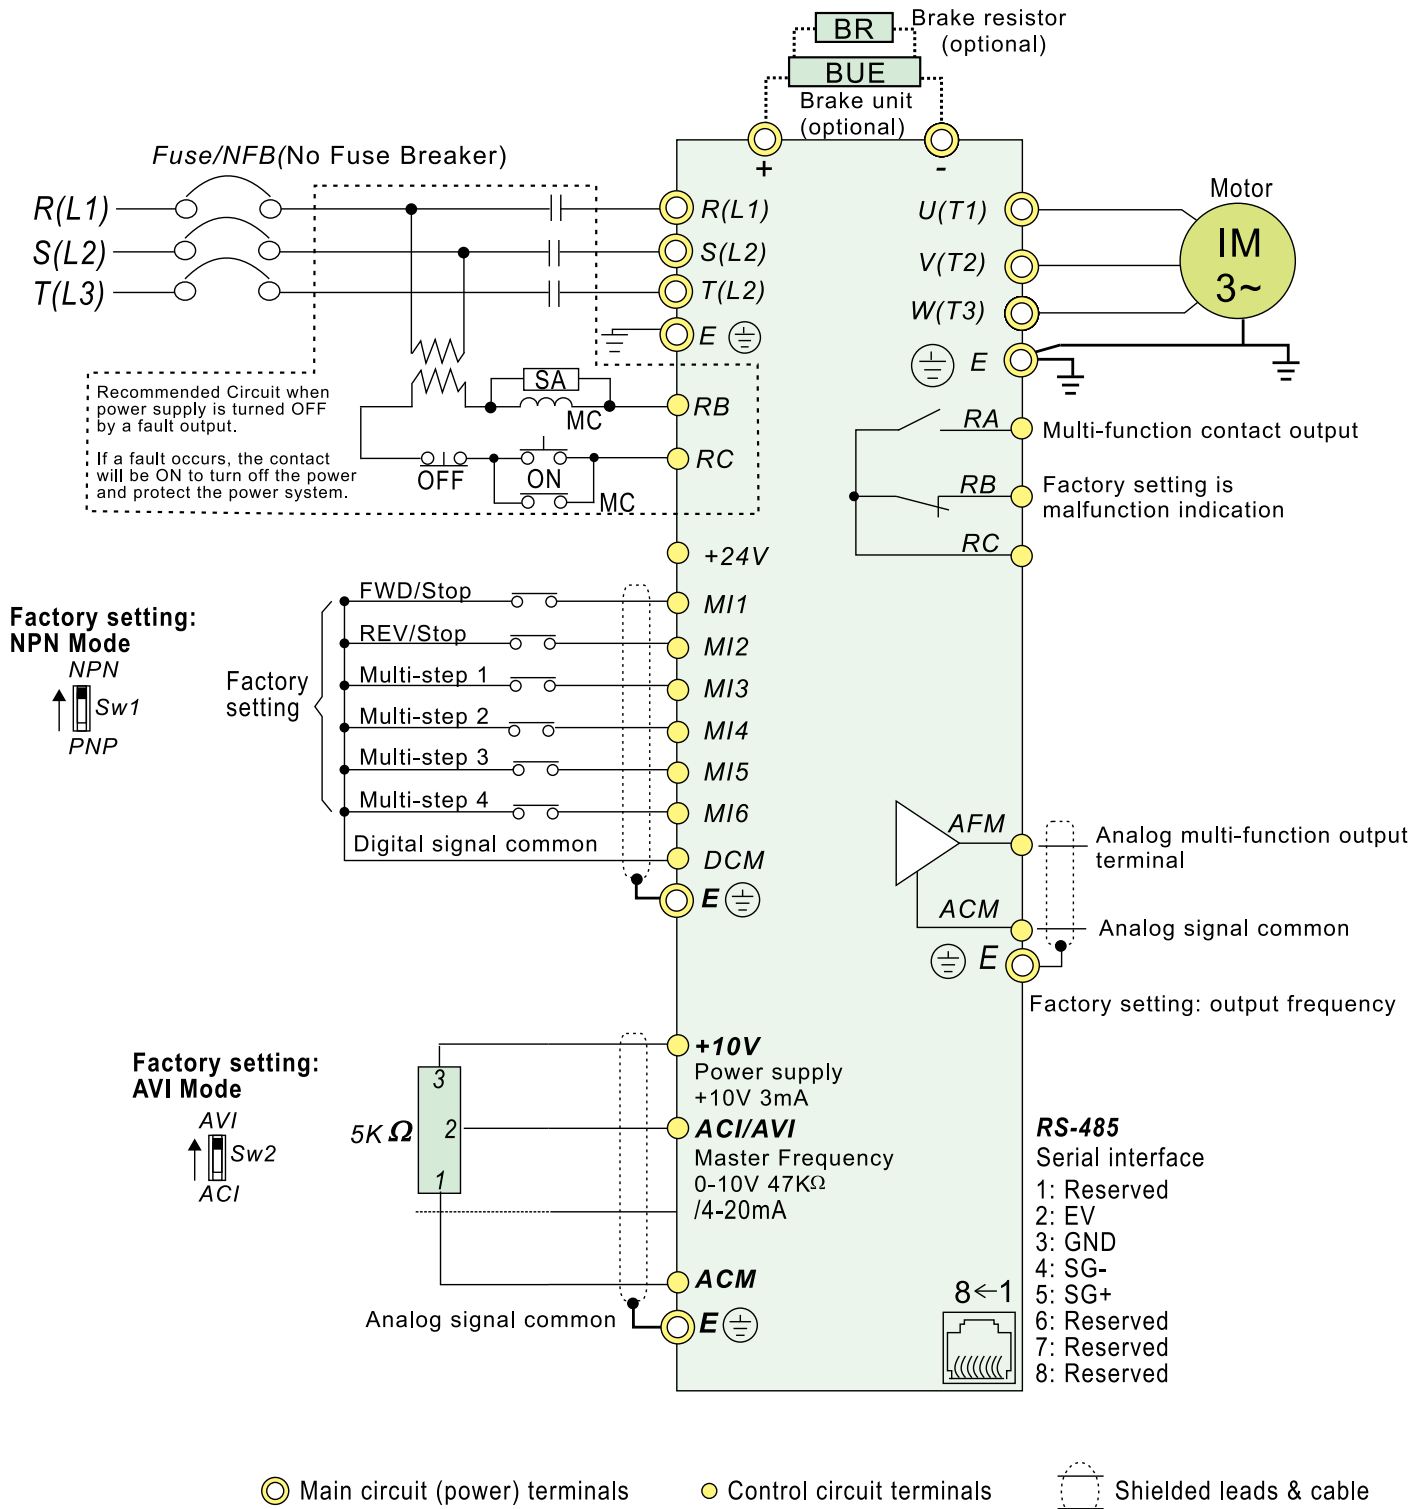 BR
Brake resistor
(optional)
BUE
Brake unit
(optional)
+
-
Fuse/NFB(No Fuse Breaker)
R(L1)
S(L2)
T(L3)
R(L1)
S(L2)
T(L2)
E
U(T1)
V(T2)
W(T3)
E
Motor
IM
3~
Recommended Circuit when
power supply is turned OFF
by a fault output.
If a fault occurs, the contact
will be ON to turn off the power
and protect the power system.
SA
MC
OFF
ON
MC
RB
RC
RA
Multi-function contact output
RB
Factory setting is
malfunction indication
RC
+24V
Factory setting:
NPN Mode
NPN
Sw1
PNP
Factory
setting
FWD/Stop
MI1
REV/Stop
MI2
Multi-step 1
MI3
Multi-step 2
MI4
Multi-step 3
MI5
Multi-step 4
MI6
Digital signal common
DCM
E
AFM
Analog multi-function output
terminal
ACM
Analog signal common
E
Factory setting: output frequency
Factory setting:
AVI Mode
AVI
Sw2
ACI
5K Ω
3
2
1
+10V
Power supply
+10V 3mA
ACI/AVI
Master Frequency
0-10V 47KΩ
/4-20mA
ACM
Analog signal common
E
8←1
RS-485
Serial interface
1: Reserved
2: EV
3: GND
4: SG-
5: SG+
6: Reserved
7: Reserved
8: Reserved
Main circuit (power) terminals
Control circuit terminals
Shielded leads & cable